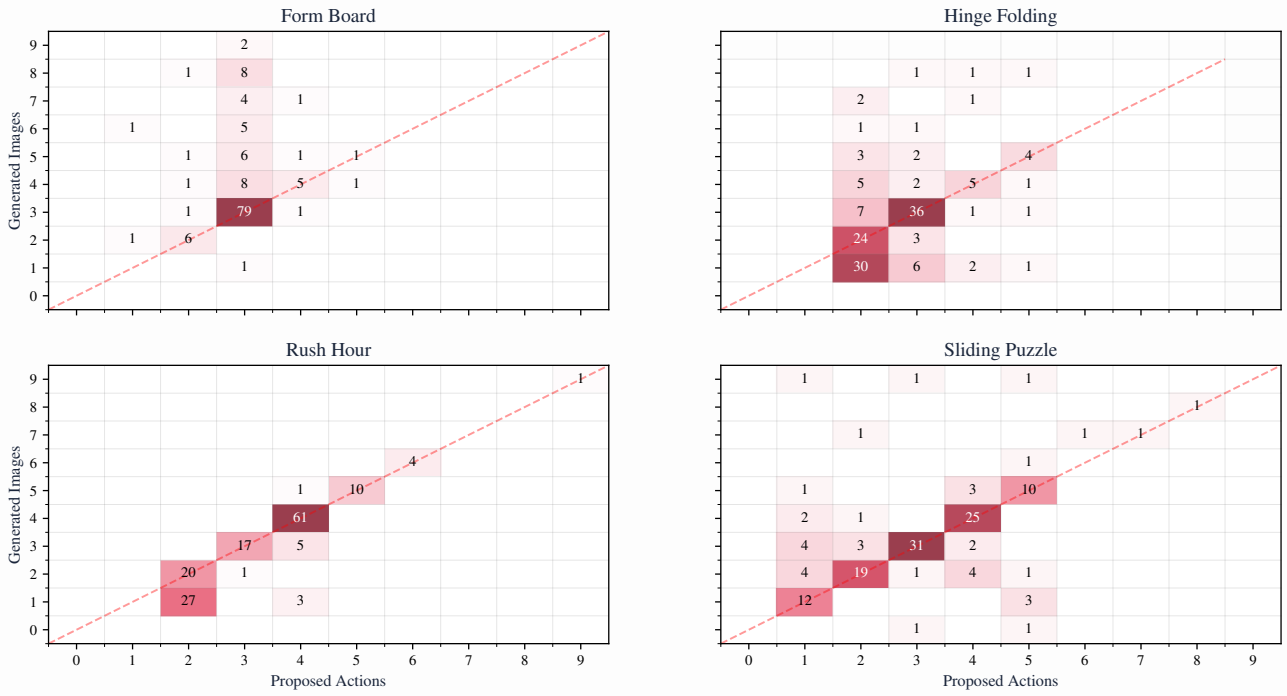 Form Board
Hinge Folding
Generated Images
9 2
8 1 8
7 4 1
6 1 5
5 1 6 1 1
4 1 8 5 1
3 1 79 1
2 1 6
1 1
0
1 1 1
2 1
1 1
3 2 4
5 2 5 1
7 36 1 1
24 3
30 6 2 1
Rush Hour
Sliding Puzzle
Generated Images
9 1
8
7
6 4
5 1 10
4 61
3 17 5
2 20 1
1 27 3
0
0 1 2 3 4 5 6 7 8 9
Proposed Actions
1 1 1
1
1 1 1
1
1 3 10
2 1 25
4 3 31 2
4 19 1 4 1
12 3
1 1
0 1 2 3 4 5 6 7 8 9
Proposed Actions